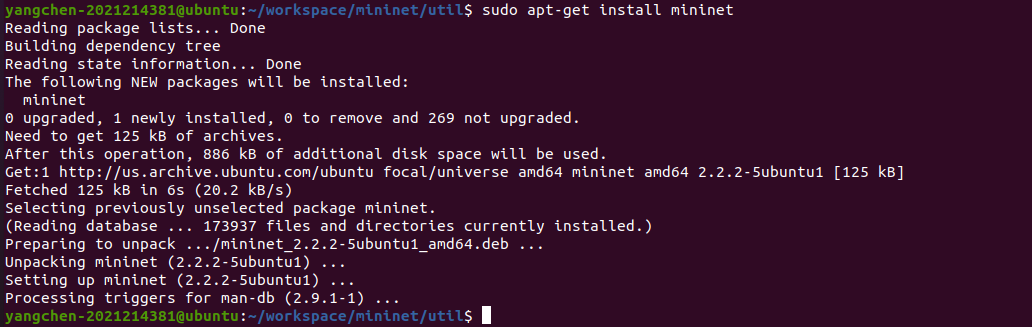 yangchen-2021214381@ubuntu:~/workspace/mininet/util$ sudo apt-get install mininet
Reading package lists... Done
Building dependency tree
Reading state information... Done
The following NEW packages will be installed:
  mininet
0 upgraded, 1 newly installed, 0 to remove and 269 not upgraded.
Need to get 125 kB of archives.
After this operation, 886 kB of additional disk space will be used.
Get:1 http://us.archive.ubuntu.com/ubuntu focal/universe amd64 mininet amd64 2.2.2-5ubuntu1 [125 kB]
Fetched 125 kB in 6s (20.2 kB/s)
Selecting previously unselected package mininet.
(Reading database ... 173937 files and directories currently installed.)
Preparing to unpack .../mininet_2.2.2-5ubuntu1_amd64.deb ...
Unpacking mininet (2.2.2-5ubuntu1) ...
Setting up mininet (2.2.2-5ubuntu1) ...
Processing triggers for man-db (2.9.1-1) ...
yangchen-2021214381@ubuntu:~/workspace/mininet/util$